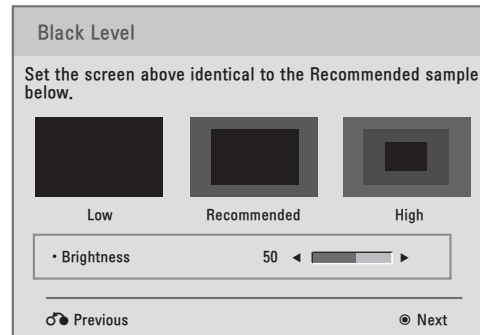 Black Level
Set the screen above identical to the Recommended sample
below.
Low Recommended High
• Brightness 50 ◄ ►
Previous ◉ Next